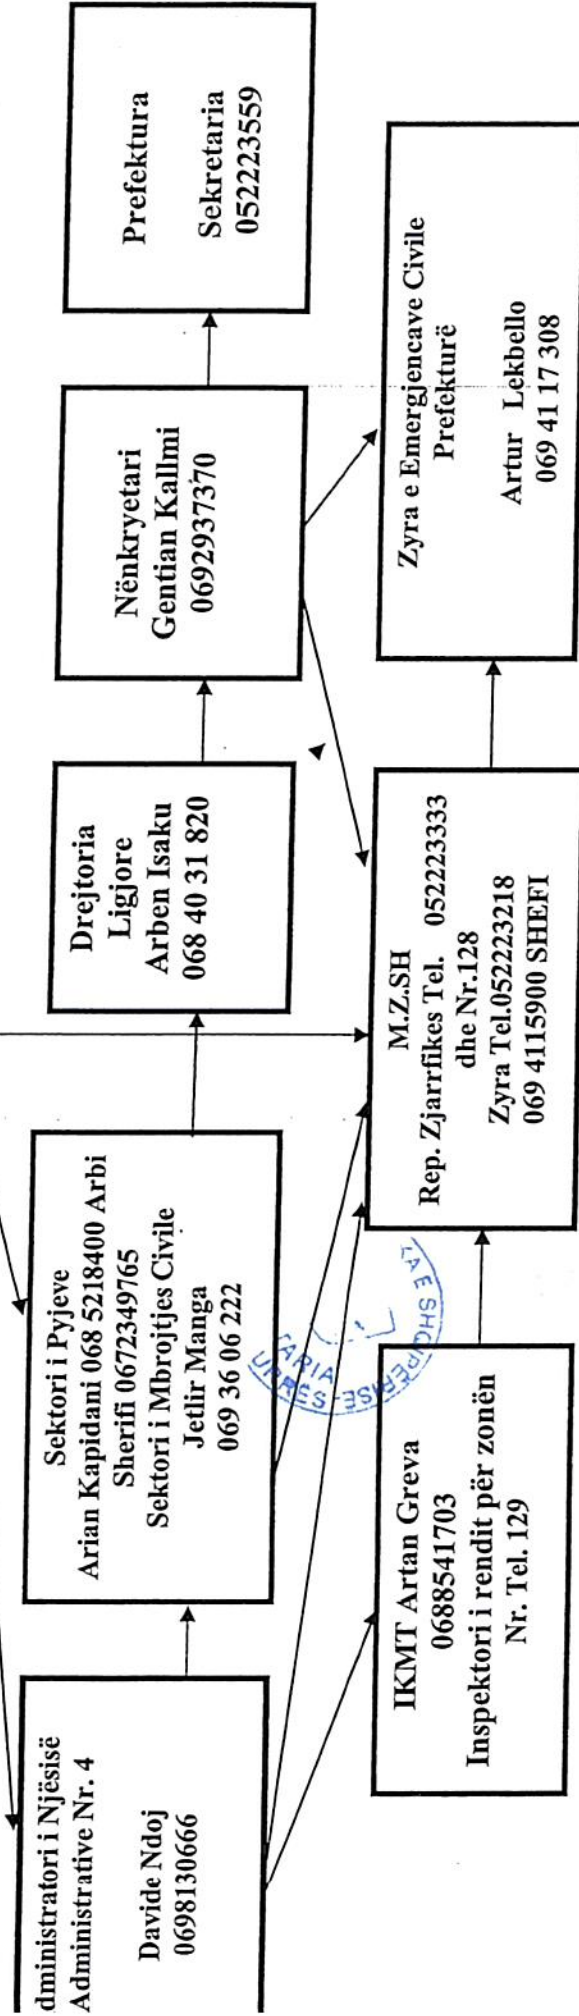 dministratori i Njësisë
Administrative Nr. 4
Davide Ndoj
0698130666
Sektori i Pyjeve
Arian Kapidani 068 5218400 Arbi
Sherifi 0672349765
Sektori i Mbrojtjes Civile
Jetlir Manga
069 36 06 222
Drejtoria
Ligjore
Arben Isaku
068 40 31 820
Nënkryetari
Gentian Kallmi
0692937370
Prefektura
Sekretaria
052223559
IKMT Artan Greva
0688541703
Inspektori i rendit për zonën
Nr. Tel. 129
M.Z.SH
Rep. Zjarrfikes Tel. 052223333
dhe Nr.128
Zyra Tel.052223218
069 4115900 SHEFI
Zyra e Emergjencave Civile
Prefekturë
Artur Lekbello
069 41 17 308
KA E SHQIPËRISË
TARIA